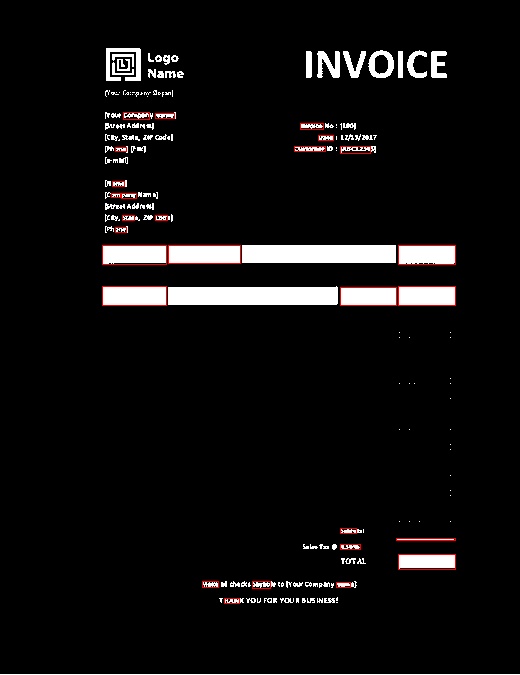 Logo
Name
INVOICE
[Your Company Slogan]
[Your Company Name]
[Street Address]
[City, State, ZIP Code]
[Phone] [Fax]
[e-mail]
Invoice No : [100]
Date : 12/13/2017
Customer ID : [ABC12345]
[Name]
[Company Name]
[Street Address]
[City, State, ZIP Code]
[Phone]
Subtotal
Sales Tax @
TOTAL
Make all checks payable to [Your Company name]
THANK YOU FOR YOUR BUSINESS!